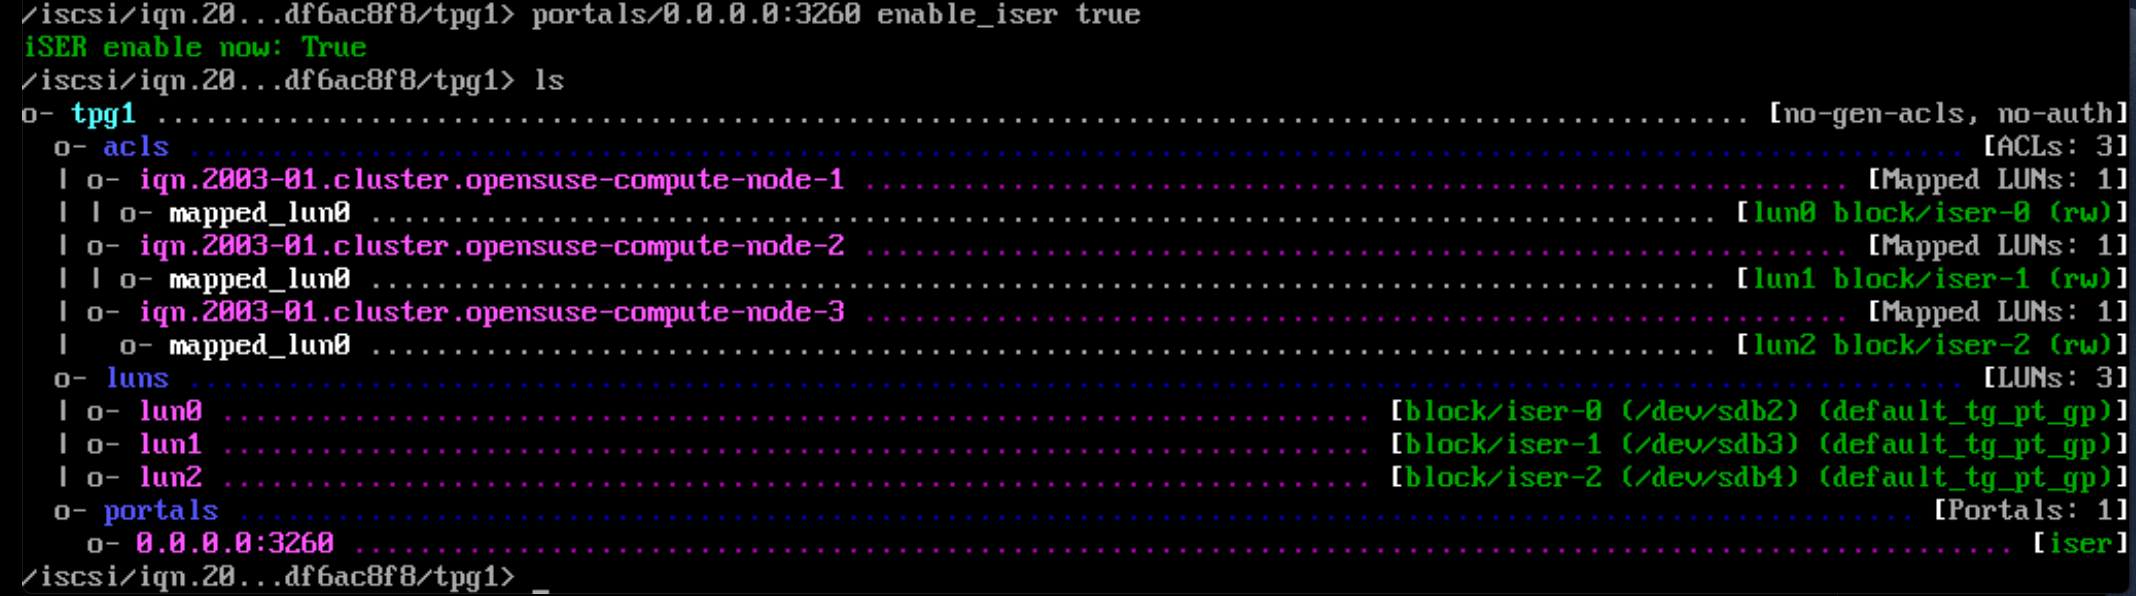 /iscsi/iqn.20...df6ac8f8/tpg1> portals/0.0.0.0:3260 enable_iser true
iSER enable now: True
/iscsi/iqn.20...df6ac8f8/tpg1> ls
o- tpg1 ................................................................................................. [no-gen-acls, no-auth]
  o- acls ............................................................................................................ [ACLs: 3]
  | o- iqn.2003-01.cluster.opensuse-compute-node-1 ............................................................ [Mapped LUNs: 1]
  | | o- mapped_lun0 .................................................................................. [lun0 block/iser-0 (rw)]
  | o- iqn.2003-01.cluster.opensuse-compute-node-2 ............................................................ [Mapped LUNs: 1]
  | | o- mapped_lun0 .................................................................................. [lun1 block/iser-1 (rw)]
  | o- iqn.2003-01.cluster.opensuse-compute-node-3 ............................................................ [Mapped LUNs: 1]
  |   o- mapped_lun0 .................................................................................. [lun2 block/iser-2 (rw)]
  o- luns ............................................................................................................ [LUNs: 3]
  | o- lun0 ...................................................................... [block/iser-0 (/dev/sdb2) (default_tg_pt_gp)]
  | o- lun1 ...................................................................... [block/iser-1 (/dev/sdb3) (default_tg_pt_gp)]
  | o- lun2 ...................................................................... [block/iser-2 (/dev/sdb4) (default_tg_pt_gp)]
  o- portals ...................................................................................................... [Portals: 1]
    o- 0.0.0.0:3260 ..................................................................................................... [iser]
/iscsi/iqn.20...df6ac8f8/tpg1> _